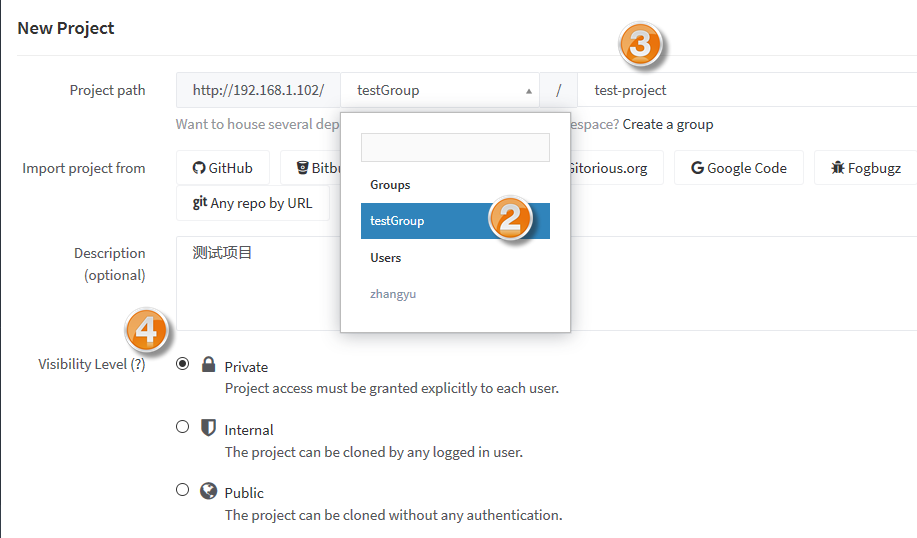 New Project
3
Project path http://192.168.1.102/ testGroup / test-project
Want to house several dep espace? Create a group
Import project from GitHub Bitbu Gitorious.org Google Code Fogbugz
git Any repo by URL
Groups
testGroup 2
Users
zhangyu
Description
(optional)
测试项目
4
Visibility Level (?)
Private
Project access must be granted explicitly to each user.
Internal
The project can be cloned by any logged in user.
Public
The project can be cloned without any authentication.